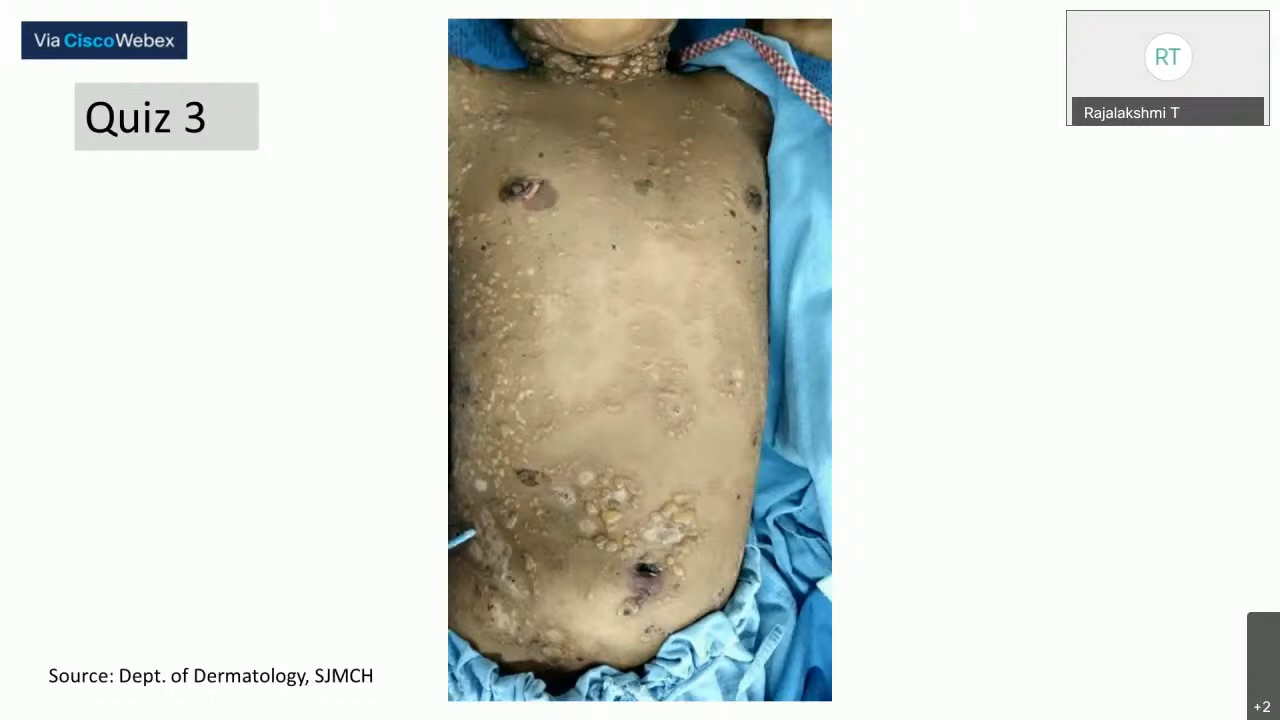 Via CiscoWebex
Quiz 3
RT
Rajalakshmi T
Source: Dept. of Dermatology, SJMCH
+2